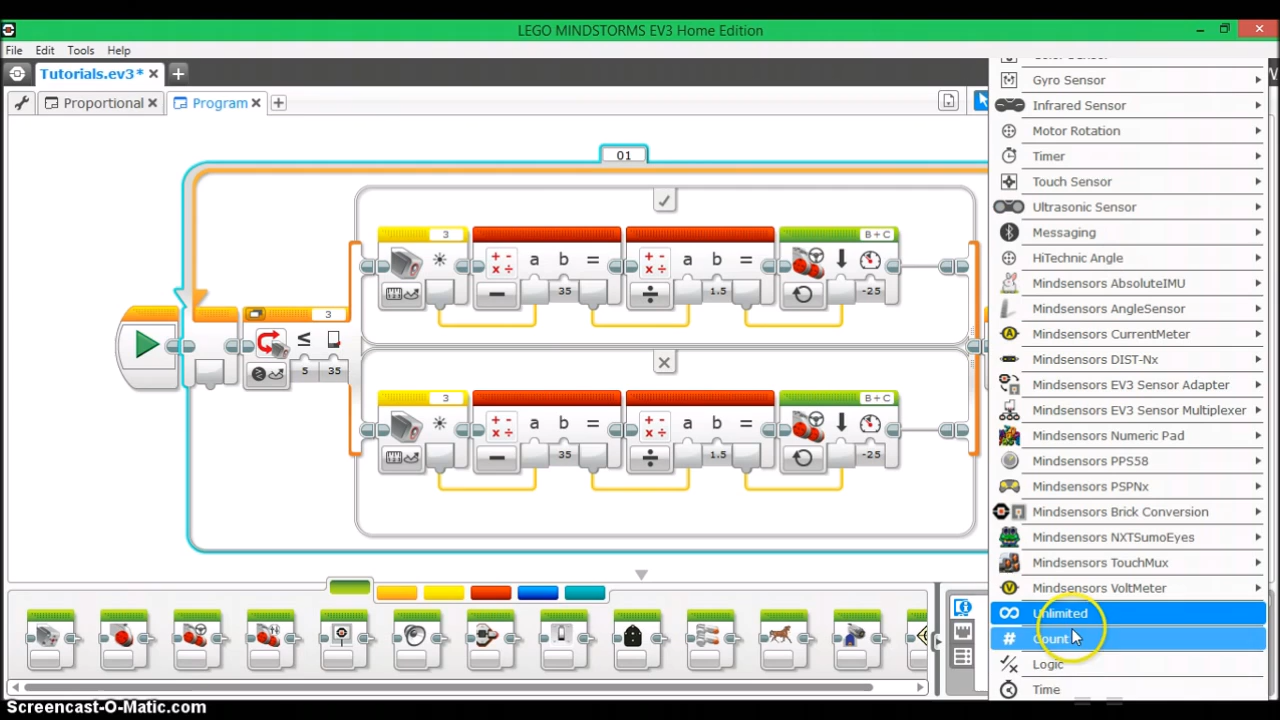 LEGO MINDSTORMS EV3 Home Edition
File Edit Tools Help
Tutorials.ev3*
Proportional Program
01
Gyro Sensor
Infrared Sensor
Motor Rotation
Timer
Touch Sensor
Ultrasonic Sensor
Messaging
HiTechnic Angle
Mindsensors AbsoluteIMU
Mindsensors AngleSensor
Mindsensors CurrentMeter
Mindsensors DIST-Nx
Mindsensors EV3 Sensor Adapter
Mindsensors EV3 Sensor Multiplexer
Mindsensors Numeric Pad
Mindsensors PPS58
Mindsensors PSPNx
Mindsensors Brick Conversion
Mindsensors NXTSumoEyes
Mindsensors TouchMux
Mindsensors VoltMeter
Unlimited
# Count
Logic
Time
3 B + C
a b = a b =
35 1.5 -25
3
≤
5 35
3 B + C
a b = a b =
35 1.5 -25
Screencast-O-Matic.com